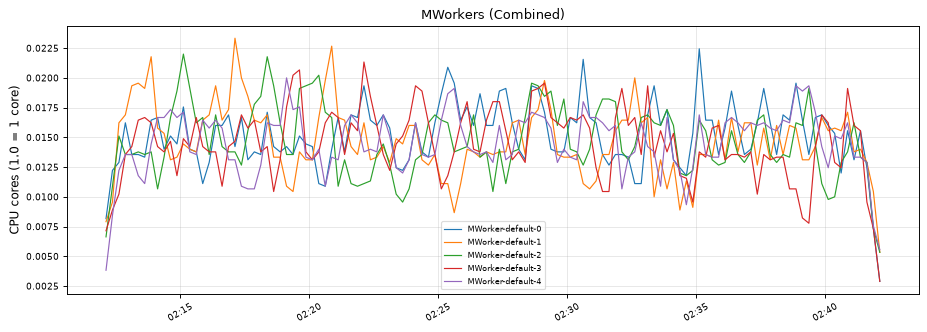 MWorkers (Combined)
CPU cores (1.0 = 1 core)
0.0225
0.0200
0.0175
0.0150
0.0125
0.0100
0.0075
0.0050
0.0025
MWorker-default-0
MWorker-default-1
MWorker-default-2
MWorker-default-3
MWorker-default-4
02:15
02:20
02:25
02:30
02:35
02:40